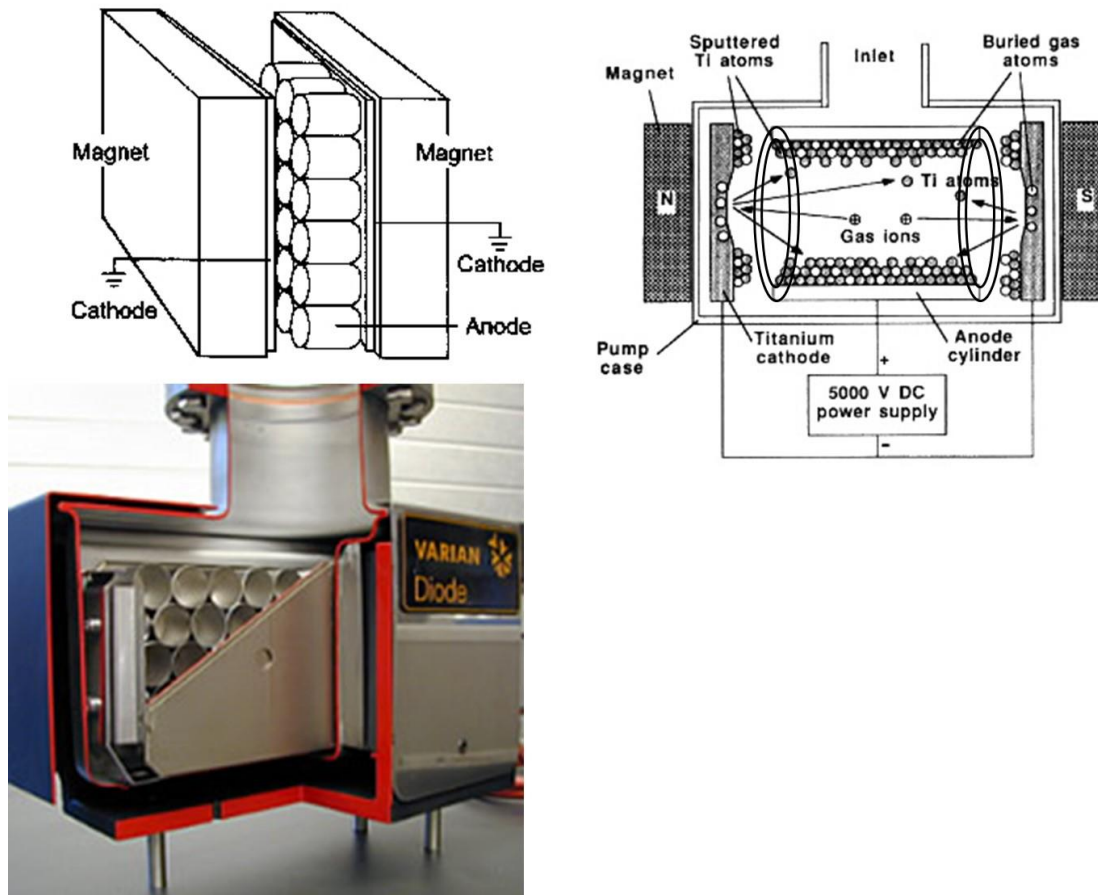 Magnet
Magnet
Cathode
Cathode
Anode
Sputtered
Ti atoms
Inlet
Buried gas
atoms
Magnet
N
S
Ti atoms
Gas ions
Pump
case
Titanium
cathode
Anode
cylinder
+
5000 V DC
power supply
−
VARIAN
Diode